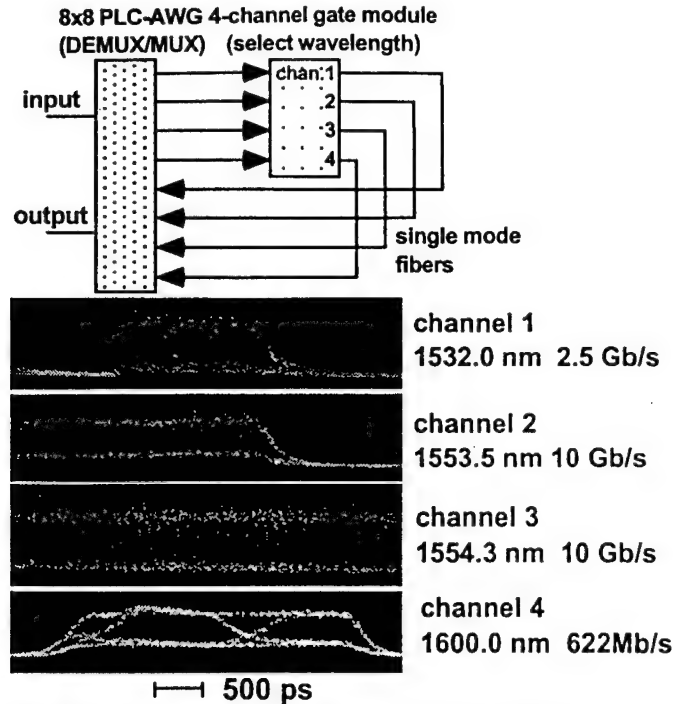 8x8 PLC-AWG 4-channel gate module
(DEMUX/MUX) (select wavelength)
input
chan.1
2
3
4
output
single mode
fibers
channel 1
1532.0 nm 2.5 Gb/s
channel 2
1553.5 nm 10 Gb/s
channel 3
1554.3 nm 10 Gb/s
channel 4
1600.0 nm 622Mb/s
500 ps